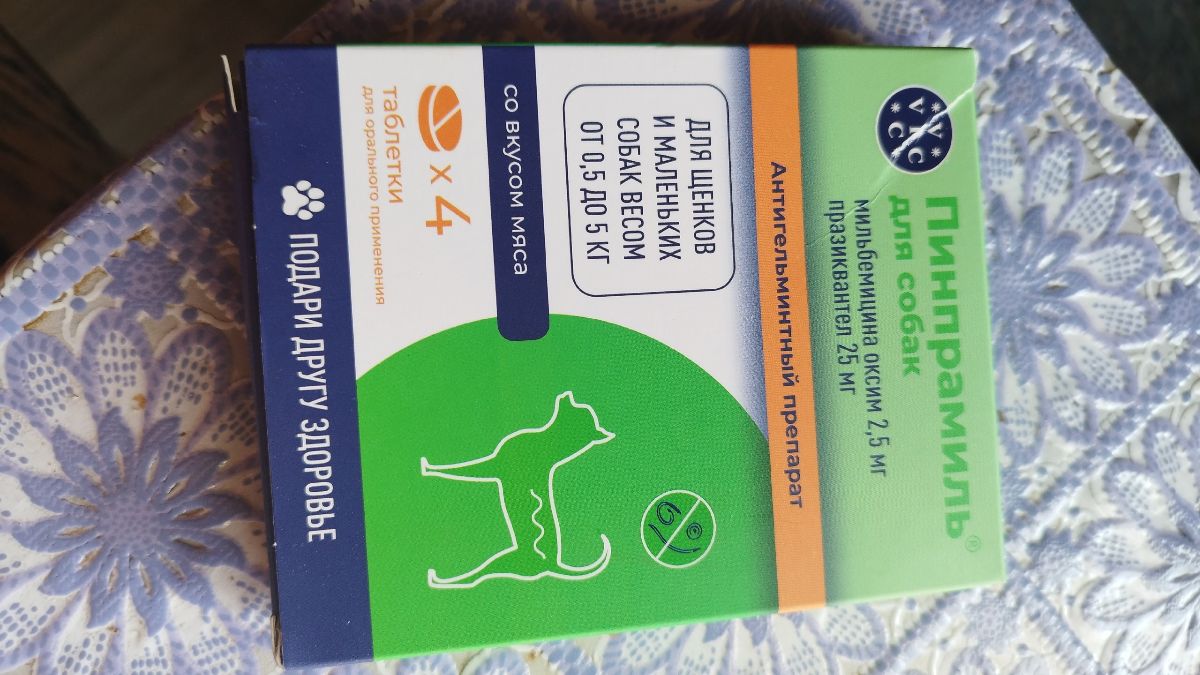 VVCC
Пинпрамиль®
для собак
мильбемицина оксим 2,5 мг
празиквантел 25 мг
Антигельминтный препарат
ДЛЯ ЩЕНКОВ
И МАЛЕНЬКИХ
СОБАК ВЕСОМ
ОТ 0,5 ДО 5 КГ
со вкусом мяса
х 4
таблетки
для орального применения
ПОДАРИ ДРУГУ ЗДОРОВЬЕ